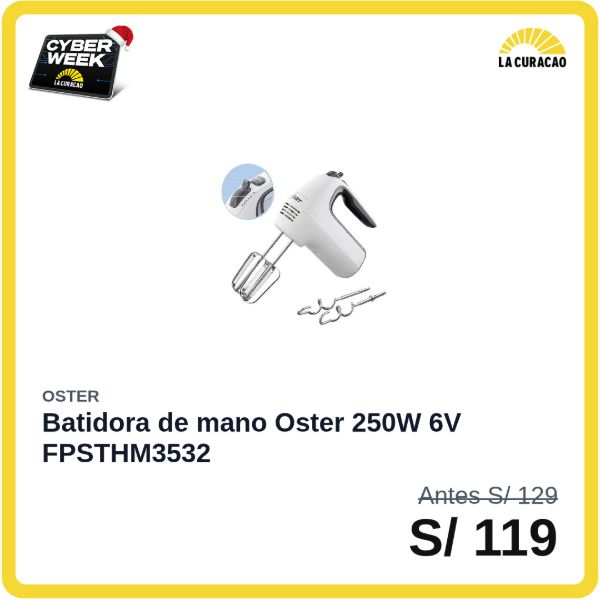 CYBER
WEEK
LA CURACAO
LA CURACAO
OSTER
Batidora de mano Oster 250W 6V
FPSTHM3532
Antes S/ 129
S/ 119